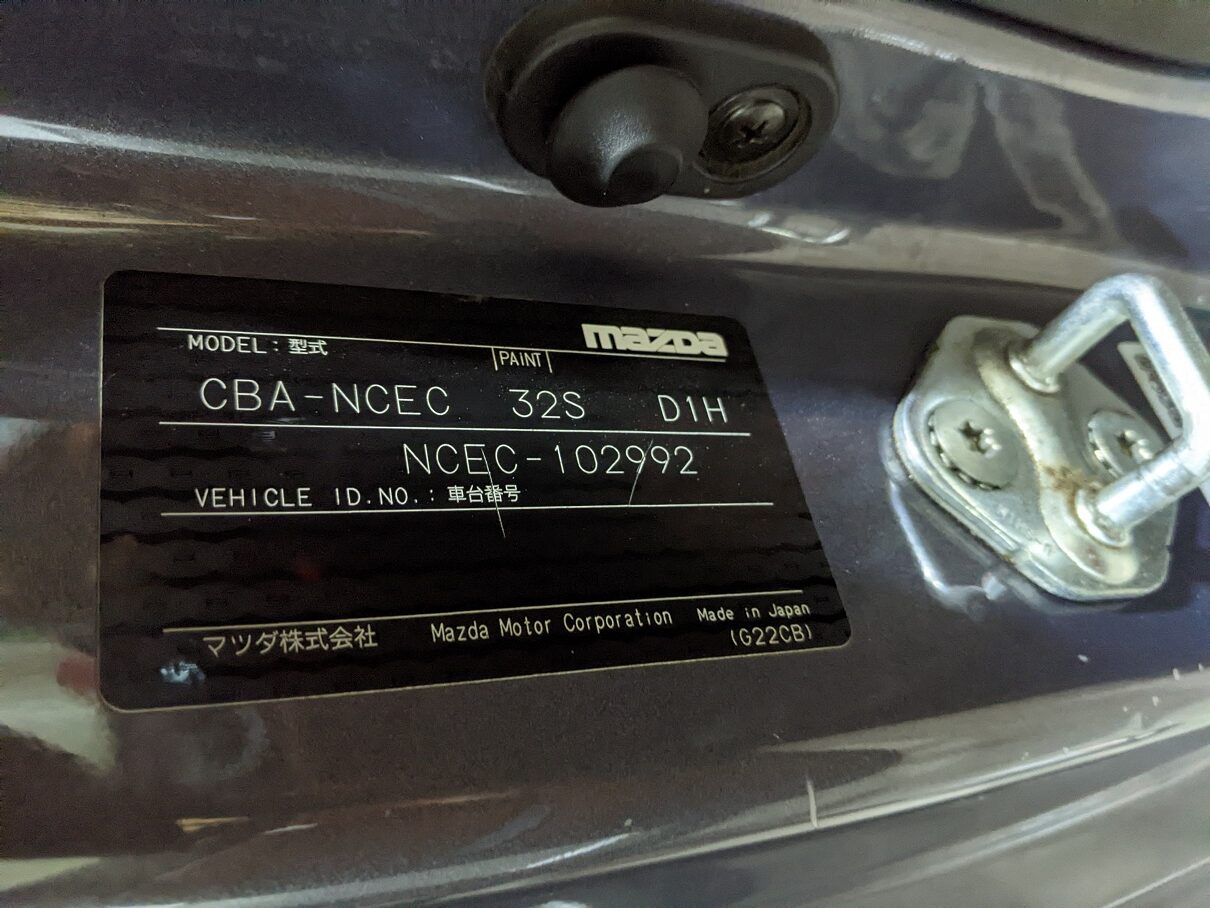 mazda
MODEL：型式
PAINT
CBA-NCEC 32S D1H
NCEC-102992
VEHICLE ID.NO.：車台番号
マツダ株式会社 Mazda Motor Corporation Made in Japan
(G22CB)